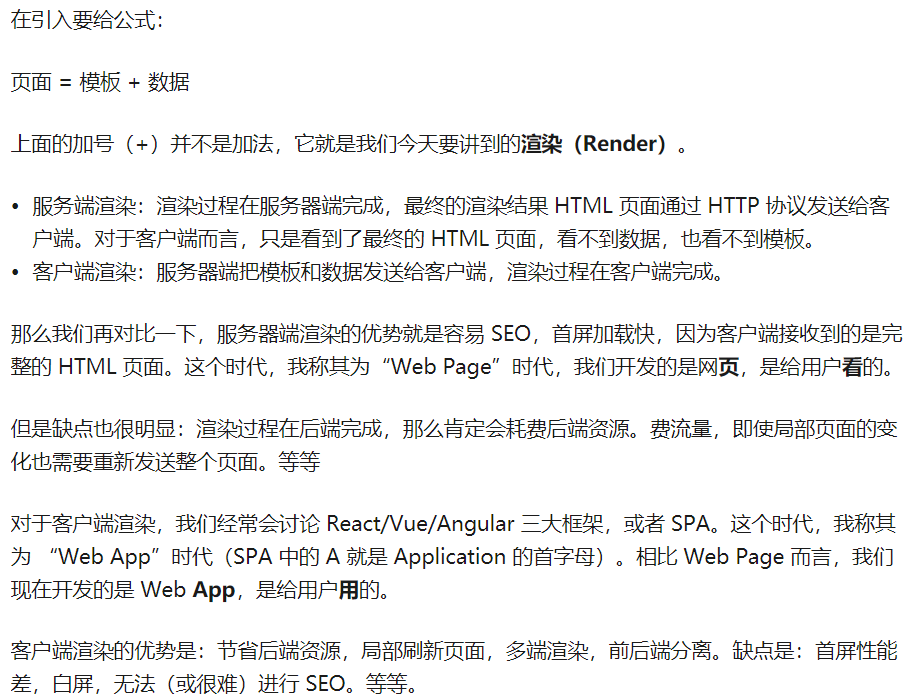 在引入要给公式：
页面 = 模板 + 数据
上面的加号（+）并不是加法，它就是我们今天要讲到的渲染（Render）。
• 服务端渲染：渲染过程在服务器端完成，最终的渲染结果 HTML 页面通过 HTTP 协议发送给客
户端。对于客户端而言，只是看到了最终的 HTML 页面，看不到数据，也看不到模板。
• 客户端渲染：服务器端把模板和数据发送给客户端，渲染过程在客户端完成。
那么我们再对比一下，服务器端渲染的优势就是容易 SEO，首屏加载快，因为客户端接收到的是完
整的 HTML 页面。这个时代，我称其为“Web Page”时代，我们开发的是网页，是给用户看的。
但是缺点也很明显：渲染过程在后端完成，那么肯定会耗费后端资源。费流量，即使局部页面的变
化也需要重新发送整个页面。等等
对于客户端渲染，我们经常会讨论 React/Vue/Angular 三大框架，或者 SPA。这个时代，我称其
为 “Web App”时代（SPA 中的 A 就是 Application 的首字母）。相比 Web Page 而言，我们
现在开发的是 Web App，是给用户用的。
客户端渲染的优势是：节省后端资源，局部刷新页面，多端渲染，前后端分离。缺点是：首屏性能
差，白屏，无法（或很难）进行 SEO。等等。